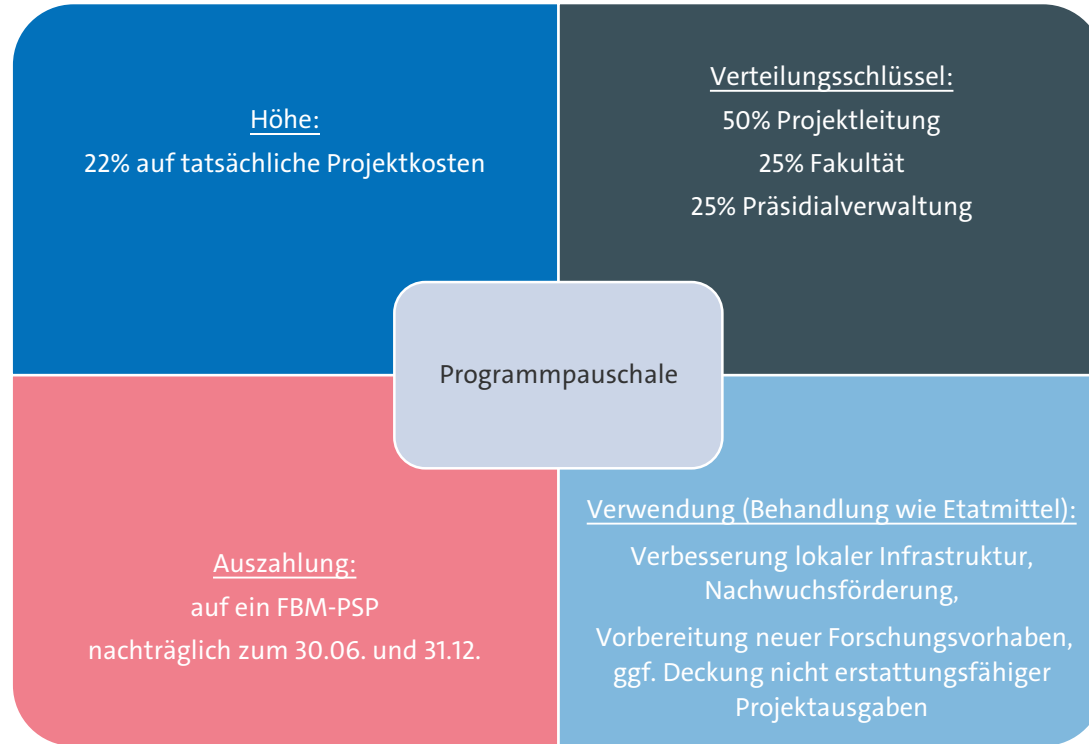 Höhe:
22% auf tatsächliche Projektkosten
Verteilungsschlüssel:
50% Projektleitung
25% Fakultät
25% Präsidialverwaltung
Programmpauschale
Auszahlung:
auf ein FBM-PSP
nachträglich zum 30.06. und 31.12.
Verwendung (Behandlung wie Etatmittel):
Verbesserung lokaler Infrastruktur,
Nachwuchsförderung,
Vorbereitung neuer Forschungsvorhaben,
ggf. Deckung nicht erstattungsfähiger
Projektausgaben